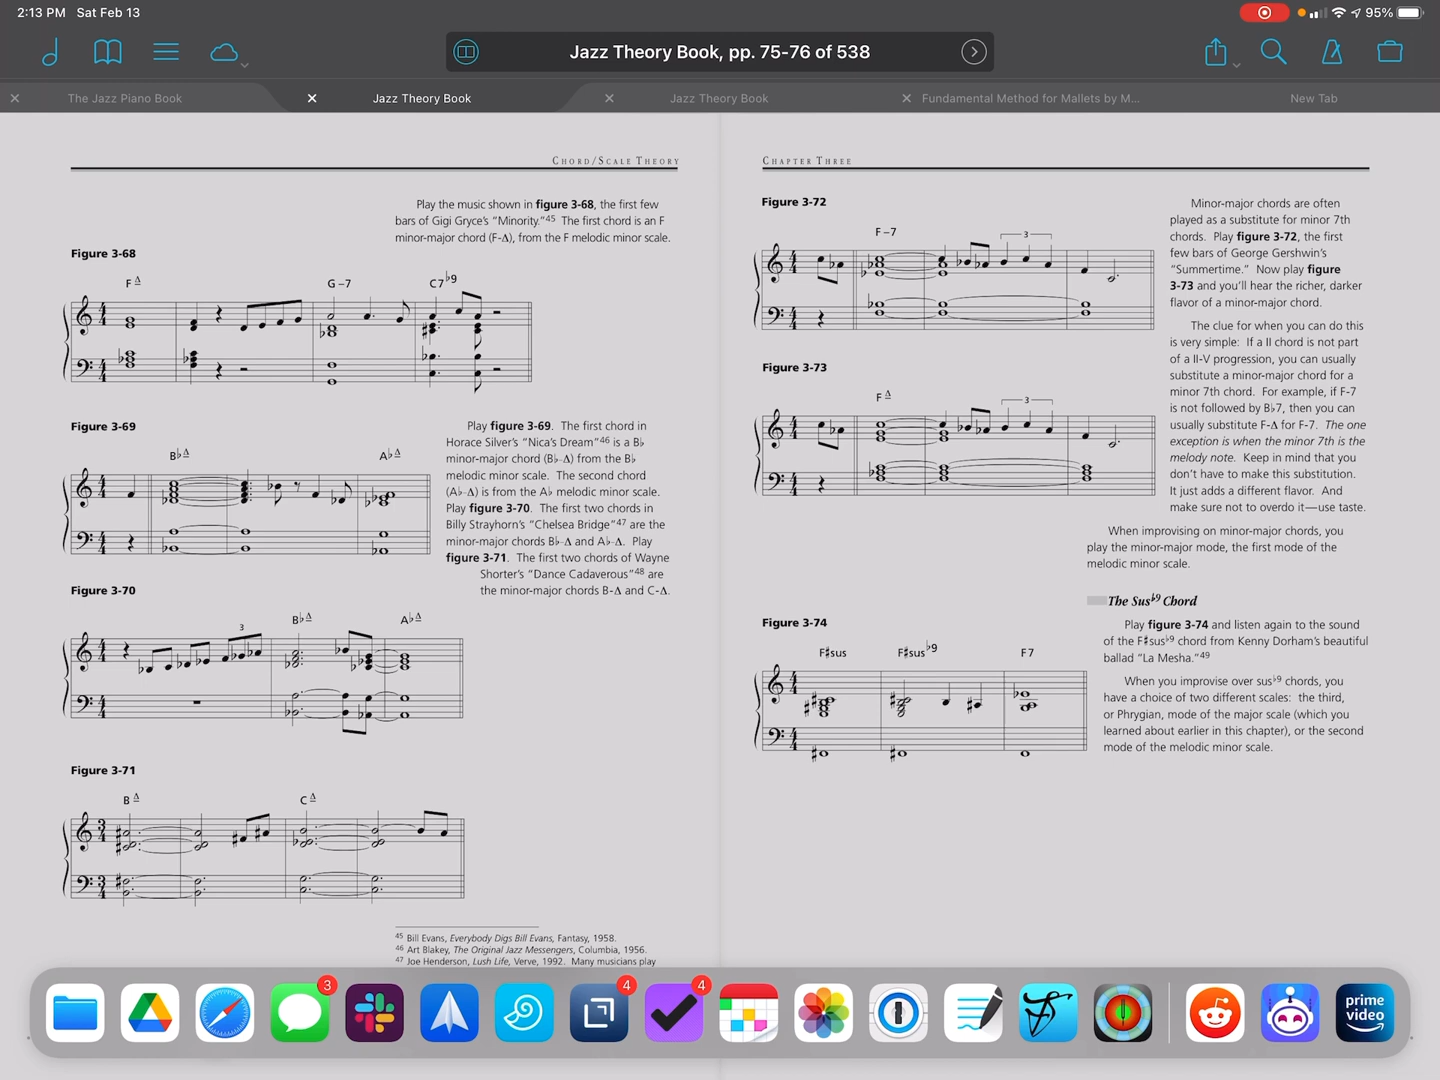 2:13 PM Sat Feb 13
95%
Jazz Theory Book, pp. 75-76 of 538
The Jazz Piano Book
Jazz Theory Book
Jazz Theory Book
Fundamental Method for Mallets by M...
New Tab
CHORD/SCALE THEORY
Play the music shown in figure 3-68, the first few
bars of Gigi Gryce's "Minority."45 The first chord is an F
minor-major chord (F-Δ), from the F melodic minor scale.
Figure 3-68
F-Δ
G-7
C7♭9
Figure 3-69
B♭-Δ
A♭-Δ
Play figure 3-69. The first chord in
Horace Silver's "Nica's Dream"46 is a B♭
minor-major chord (B♭-Δ) from the B♭
melodic minor scale. The second chord
(A♭-Δ) is from the A♭ melodic minor scale.
Play figure 3-70. The first two chords in
Billy Strayhorn's "Chelsea Bridge"47 are the
minor-major chords B♭-Δ and A♭-Δ. Play
figure 3-71. The first two chords of Wayne
Shorter's "Dance Cadaverous"48 are
the minor-major chords B-Δ and C-Δ.
Figure 3-70
B♭-Δ
A♭-Δ
3
Figure 3-71
B-Δ
C-Δ
45 Bill Evans, Everybody Digs Bill Evans, Fantasy, 1958.
46 Art Blakey, The Original Jazz Messengers, Columbia, 1956.
47 Joe Henderson, Lush Life, Verve, 1992. Many musicians play
CHAPTER THREE
Figure 3-72
F-7
3
Figure 3-73
F-Δ
3
Minor-major chords are often
played as a substitute for minor 7th
chords. Play figure 3-72, the first
few bars of George Gershwin's
"Summertime." Now play figure
3-73 and you'll hear the richer, darker
flavor of a minor-major chord.
The clue for when you can do this
is very simple: If a II chord is not part
of a II-V progression, you can usually
substitute a minor-major chord for a
minor 7th chord. For example, if F-7
is not followed by B♭7, then you can
usually substitute F-Δ for F-7. The one
exception is when the minor 7th is the
melody note. Keep in mind that you
don't have to make this substitution.
It just adds a different flavor. And
make sure not to overdo it—use taste.
When improvising on minor-major chords, you
play the minor-major mode, the first mode of the
melodic minor scale.
The Sus♭9 Chord
Figure 3-74
F♯sus
F♯sus♭9
F7
Play figure 3-74 and listen again to the sound
of the F♯sus♭9 chord from Kenny Dorham's beautiful
ballad "La Mesha."49
When you improvise over sus♭9 chords, you
have a choice of two different scales: the third,
or Phrygian, mode of the major scale (which you
learned about earlier in this chapter), or the second
mode of the melodic minor scale.
3
4
4
prime
video